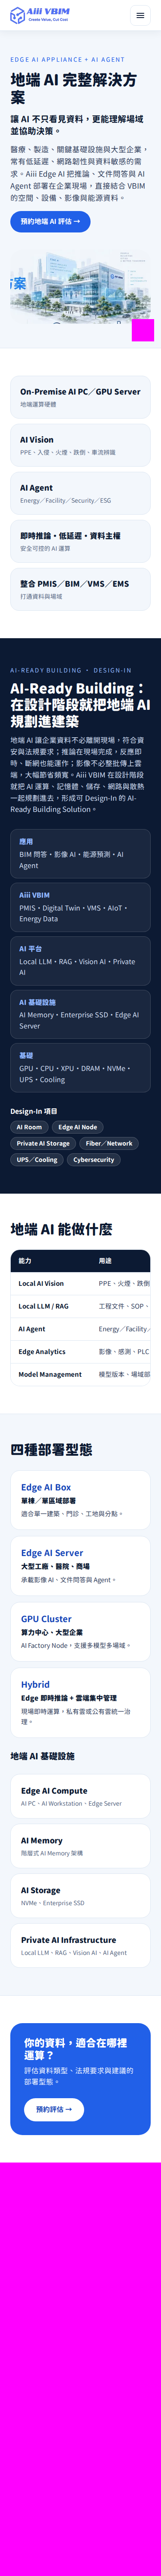 Aiii VBIM
Create Value, Cut Cost
EDGE AI APPLIANCE + AI AGENT
地端 AI 完整解決方
案
讓 AI 不只看見資料，更能理解場域
並協助決策。
醫療、製造、關鍵基礎設施與大型企業，
常有低延遲、網路韌性與資料敏感的需
求。Aiii Edge AI 把推論、文件問答與 AI
Agent 部署在企業現場，直接結合 VBIM
的空間、設備、影像與能源資料。
預約地端 AI 評估 →
方案
On-Premise AI PC／GPU Server
地端運算硬體
AI Vision
PPE、入侵、火煙、跌倒、車流辨識
AI Agent
Energy／Facility／Security／ESG
即時推論・低延遲・資料主權
安全可控的 AI 運算
整合 PMIS／BIM／VMS／EMS
打通資料與場域
AI-READY BUILDING ・ DESIGN-IN
AI-Ready Building：
在設計階段就把地端 AI
規劃進建築
地端 AI 讓企業資料不必離開現場，符合資
安與法規要求；推論在現場完成，反應即
時、斷網也能運作；影像不必整批傳上雲
端，大幅節省頻寬。Aiii VBIM 在設計階段
就把 AI 運算、記憶體、儲存、網路與散熱
一起規劃進去，形成可 Design-In 的 AI-
Ready Building Solution。
應用
BIM 問答・影像 AI・能源預測・AI
Agent
Aiii VBIM
PMIS・Digital Twin・VMS・AIoT・
Energy Data
AI 平台
Local LLM・RAG・Vision AI・Private
AI
AI 基礎設施
AI Memory・Enterprise SSD・Edge AI
Server
基礎
GPU・CPU・XPU・DRAM・NVMe・
UPS・Cooling
Design-In 項目
AI Room
Edge AI Node
Private AI Storage
Fiber／Network
UPS／Cooling
Cybersecurity
地端 AI 能做什麼
能力 用途
Local AI Vision PPE、火煙、跌倒
Local LLM / RAG 工程文件、SOP、
AI Agent Energy／Facility／
Edge Analytics 影像、感測、PLC
Model Management 模型版本、場域部
四種部署型態
Edge AI Box
單棟／單區域部署
適合單一建築、門診、工地與分點。
Edge AI Server
大型工廠、醫院、商場
承載影像 AI、文件問答與 Agent。
GPU Cluster
算力中心、大型企業
AI Factory Node，支援多模型多場域。
Hybrid
Edge 即時推論 + 雲端集中管理
現場即時運算，私有雲或公有雲統一治
理。
地端 AI 基礎設施
Edge AI Compute
AI PC、AI Workstation、Edge Server
AI Memory
階層式 AI Memory 架構
AI Storage
NVMe、Enterprise SSD
Private AI Infrastructure
Local LLM、RAG、Vision AI、AI Agent
你的資料，適合在哪裡
運算？
評估資料類型、法規要求與建議的
部署型態。
預約評估 →